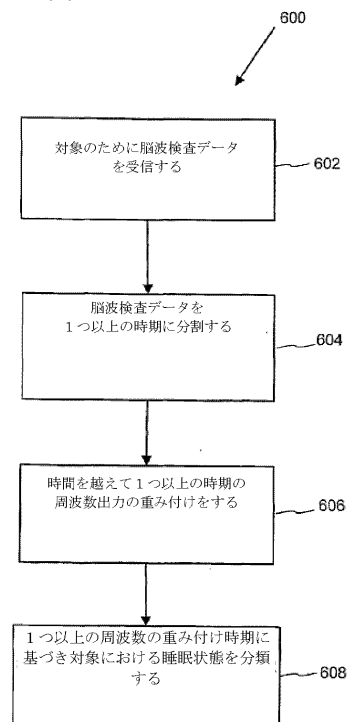 600
対象のために脳波検査データ
を受信する
602
脳波検査データを
1つ以上の時期に分割する
604
時間を越えて1つ以上の時期の
周波数出力の重み付けをする
606
1つ以上の周波数の重み付け時期に
基づき対象における睡眠状態を分類
する
608